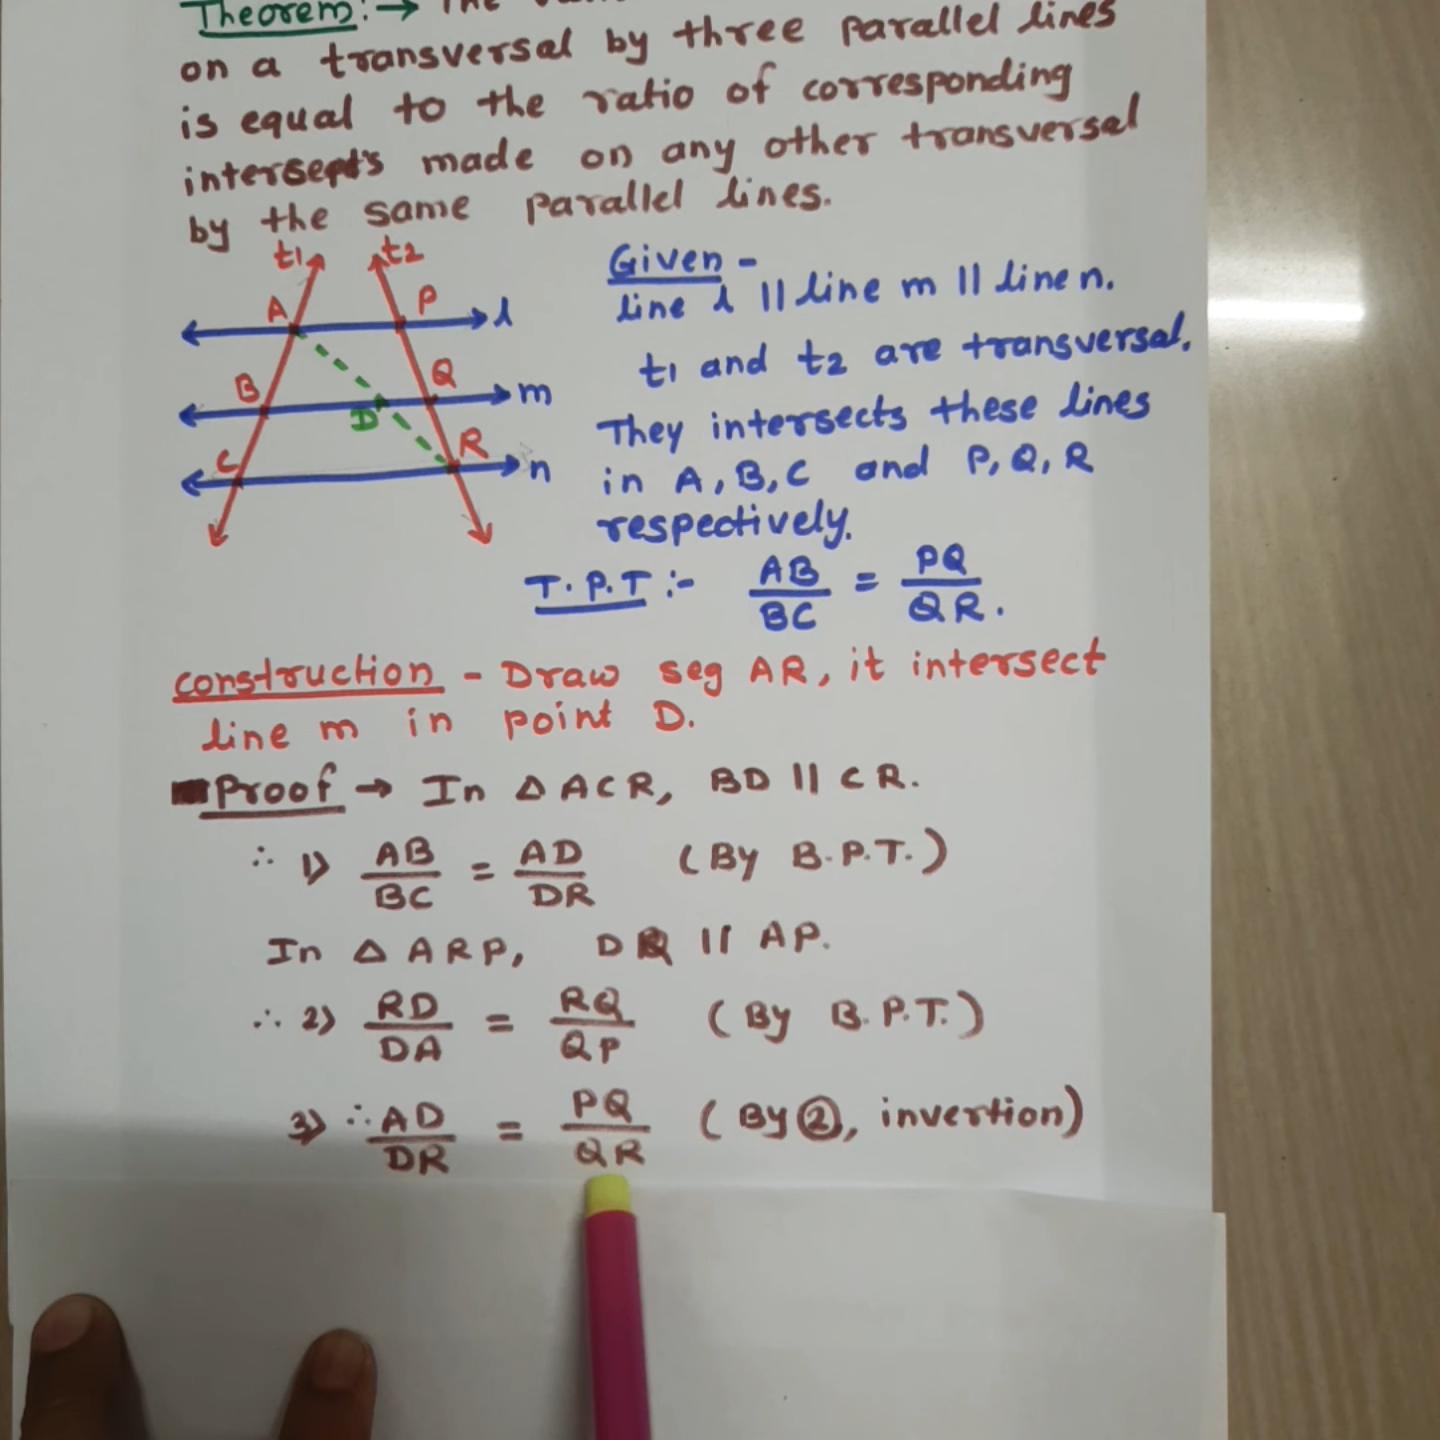 Theorem:→ The
on a transversal by three parallel lines
is equal to the ratio of corresponding
intersepts made on any other transversal
by the same parallel lines.
t1 t2
A P l
B Q m
D
C R n
Given -
line l || line m || line n.
t1 and t2 are transversal.
They intersects these lines
in A, B, C and P, Q, R
respectively.
T.P.T :- AB/BC = PQ/QR.
construction - Draw seg AR, it intersect
line m in point D.
Proof → In △ ACR, BD || CR.
∴ 1) AB/BC = AD/DR (By B.P.T.)
In △ ARP, DQ || AP.
∴ 2) RD/DA = RQ/QP (By B.P.T.)
3) ∴ AD/DR = PQ/QR (By ②, invertion)